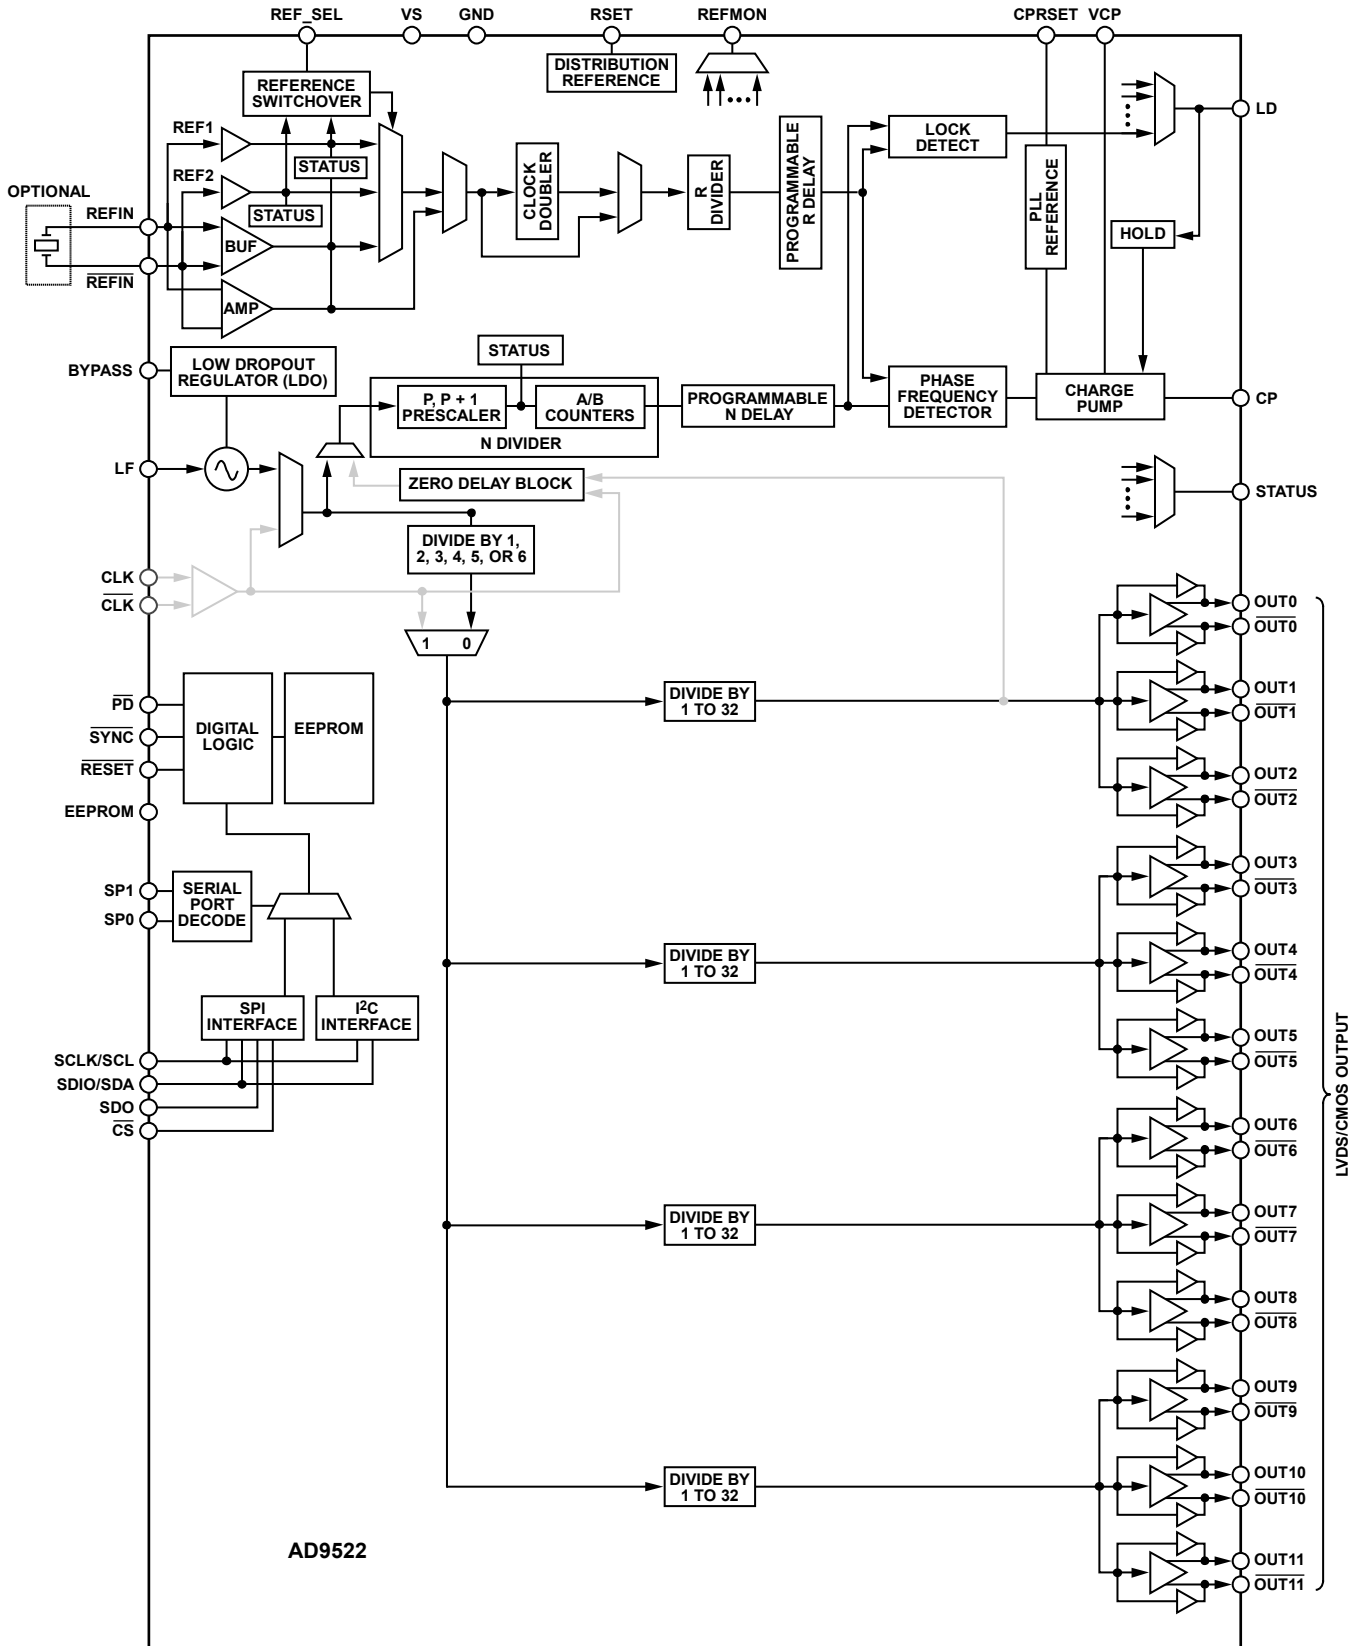 REF_SEL
VS
GND
RSET
REFMON
CPRSET
VCP
REFERENCE
SWITCHOVER
DISTRIBUTION
REFERENCE
REF1
REF2
STATUS
STATUS
BUF
AMP
OPTIONAL
REFIN
REFIN
CLOCK
DOUBLER
R
DIVIDER
PROGRAMMABLE
R DELAY
LOCK
DETECT
PLL
REFERENCE
LD
HOLD
BYPASS
LOW DROPOUT
REGULATOR (LDO)
STATUS
P, P + 1
PRESCALER
A/B
COUNTERS
N DIVIDER
PROGRAMMABLE
N DELAY
PHASE
FREQUENCY
DETECTOR
CHARGE
PUMP
CP
LF
ZERO DELAY BLOCK
STATUS
DIVIDE BY 1,
2, 3, 4, 5, OR 6
CLK
CLK
1 0
PD
SYNC
RESET
EEPROM
DIGITAL
LOGIC
EEPROM
SP1
SP0
SERIAL
PORT
DECODE
SPI
INTERFACE
I²C
INTERFACE
SCLK/SCL
SDIO/SDA
SDO
CS
DIVIDE BY
1 TO 32
DIVIDE BY
1 TO 32
DIVIDE BY
1 TO 32
DIVIDE BY
1 TO 32
OUT0
OUT0
OUT1
OUT1
OUT2
OUT2
OUT3
OUT3
OUT4
OUT4
OUT5
OUT5
OUT6
OUT6
OUT7
OUT7
OUT8
OUT8
OUT9
OUT9
OUT10
OUT10
OUT11
OUT11
LVDS/CMOS OUTPUT
AD9522